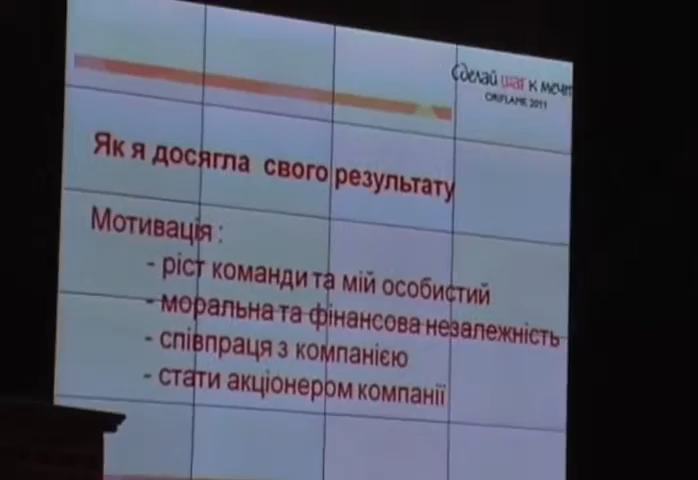 Сделай шаг к мечте
ORIFLAME 2011
Як я досягла свого результату
Мотивація :
- ріст команди та мій особистий
- моральна та фінансова незалежність
- співпраця з компанією
- стати акціонером компанії